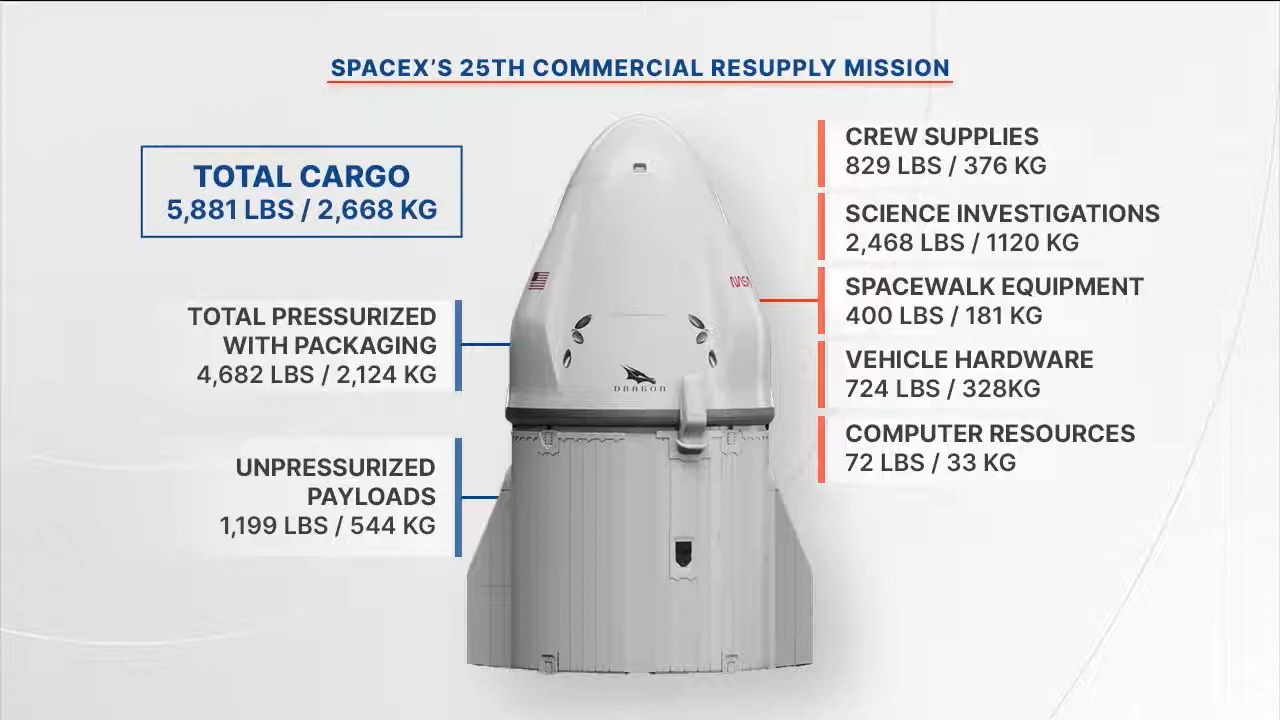 SPACEX'S 25TH COMMERCIAL RESUPPLY MISSION
TOTAL CARGO
5,881 LBS / 2,668 KG
TOTAL PRESSURIZED
WITH PACKAGING
4,682 LBS / 2,124 KG
UNPRESSURIZED
PAYLOADS
1,199 LBS / 544 KG
NASA
DRAGON
CREW SUPPLIES
829 LBS / 376 KG
SCIENCE INVESTIGATIONS
2,468 LBS / 1120 KG
SPACEWALK EQUIPMENT
400 LBS / 181 KG
VEHICLE HARDWARE
724 LBS / 328KG
COMPUTER RESOURCES
72 LBS / 33 KG